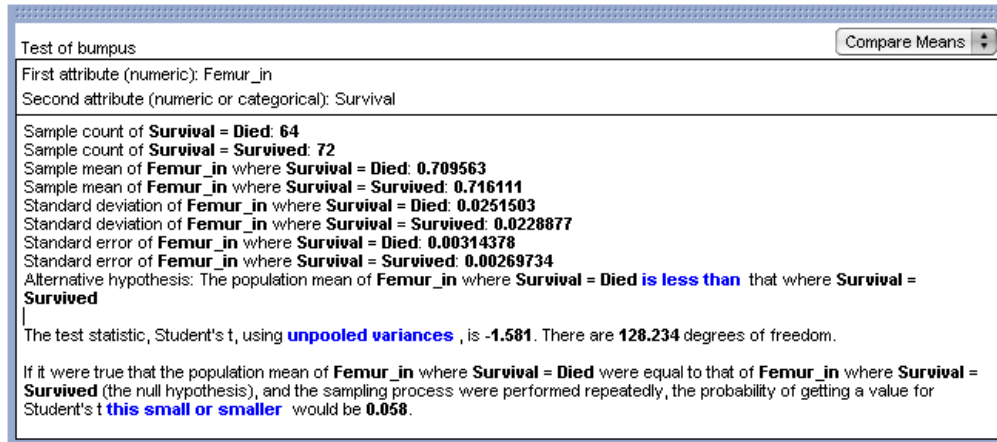 Test of bumpus
Compare Means
First attribute (numeric): Femur_in
Second attribute (numeric or categorical): Survival
Sample count of Survival = Died: 64
Sample count of Survival = Survived: 72
Sample mean of Femur_in where Survival = Died: 0.709563
Sample mean of Femur_in where Survival = Survived: 0.716111
Standard deviation of Femur_in where Survival = Died: 0.0251503
Standard deviation of Femur_in where Survival = Survived: 0.0228877
Standard error of Femur_in where Survival = Died: 0.00314378
Standard error of Femur_in where Survival = Survived: 0.00269734
Alternative hypothesis: The population mean of Femur_in where Survival = Died is less than that where Survival =
Survived
The test statistic, Student's t, using unpooled variances , is -1.581. There are 128.234 degrees of freedom.
If it were true that the population mean of Femur_in where Survival = Died were equal to that of Femur_in where Survival =
Survived (the null hypothesis), and the sampling process were performed repeatedly, the probability of getting a value for
Student's t this small or smaller would be 0.058.